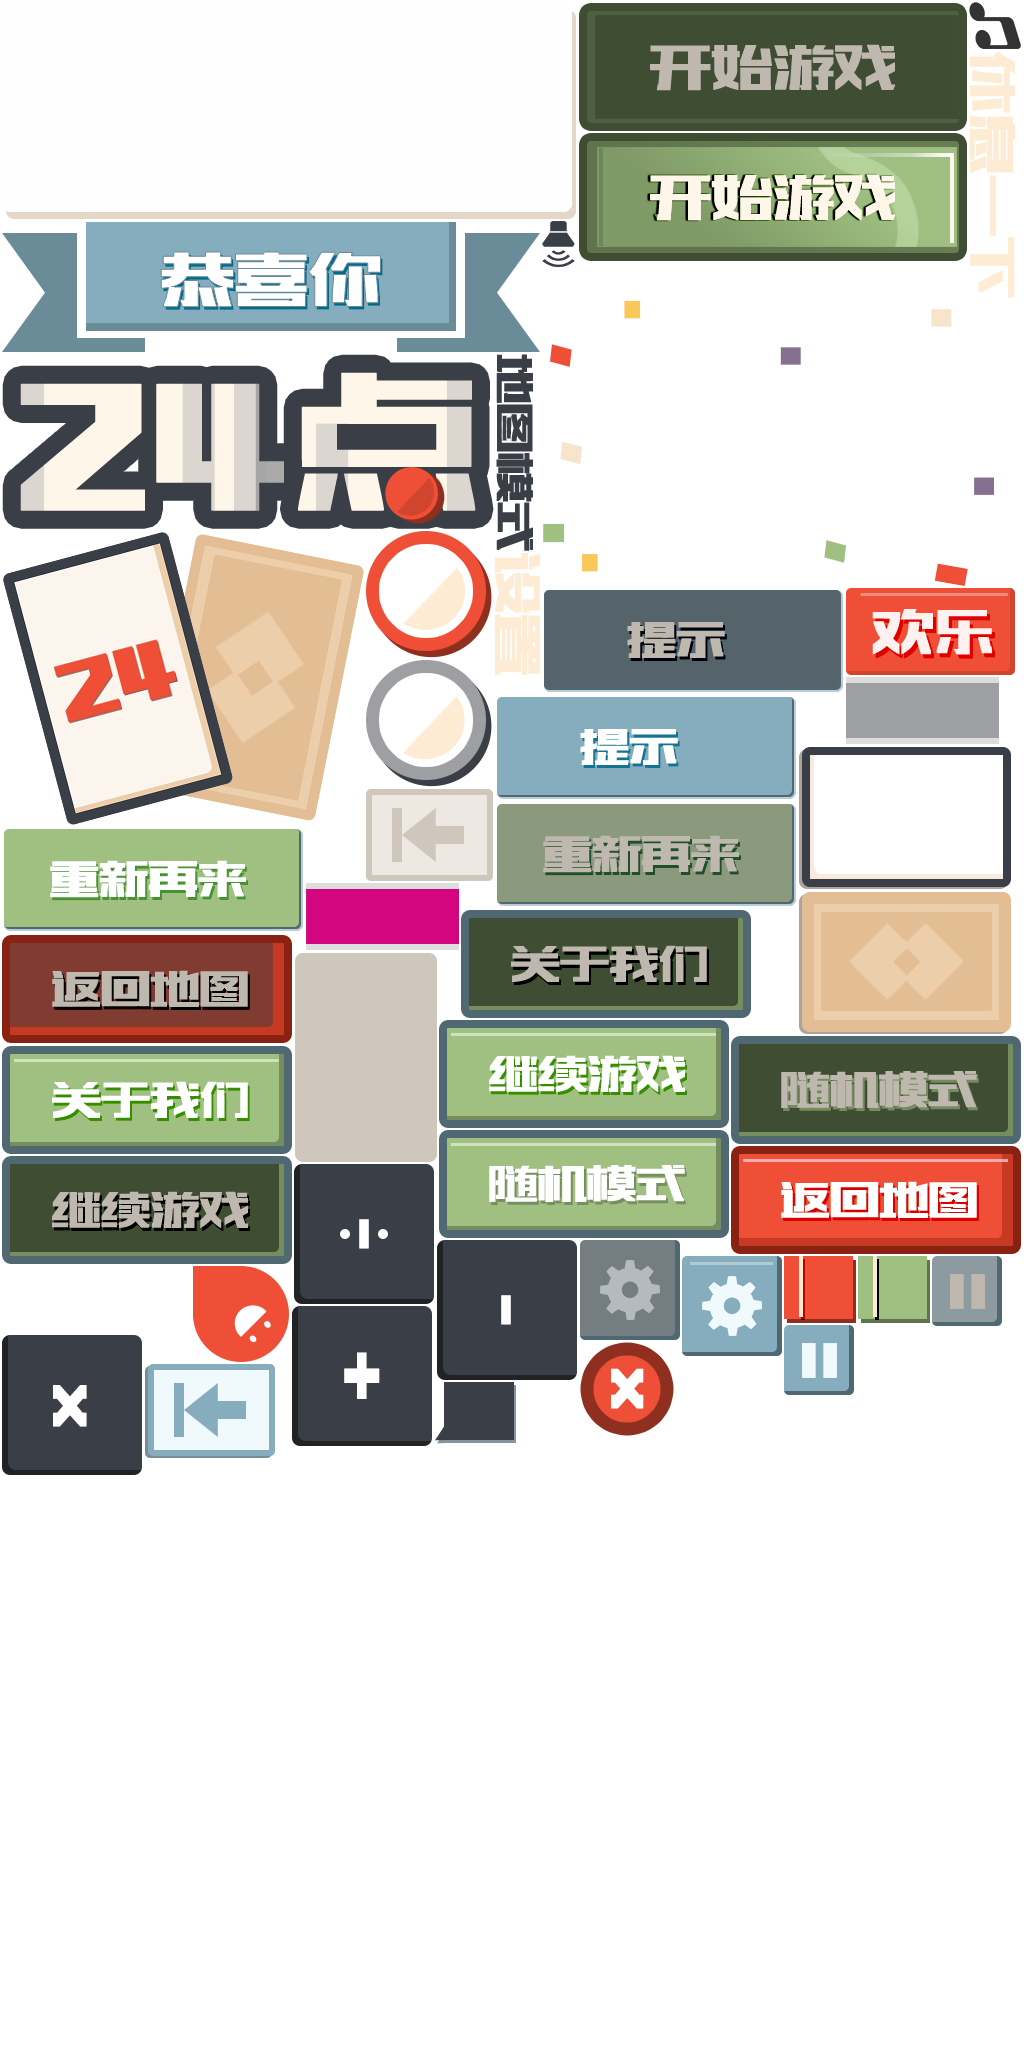 开始游戏
休息一下
开始游戏
恭喜你
24点
地图模式
设置
24
提示
欢乐
提示
重新再来
重新再来
关于我们
返回地图
继续游戏
随机模式
关于我们
随机模式
返回地图
继续游戏